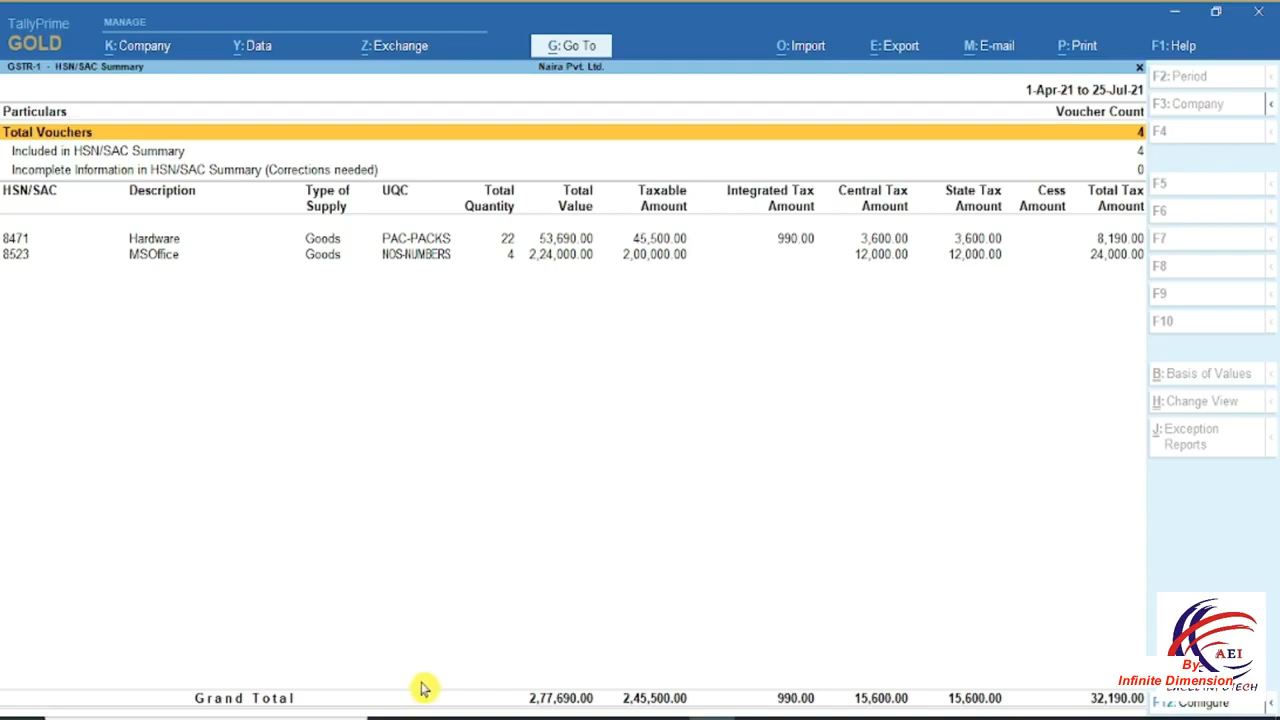 TallyPrime
GOLD
MANAGE
K: Company Y: Data Z: Exchange G: Go To O: Import E: Export M: E-mail P: Print F1: Help
GSTR-1 - HSN/SAC Summary Naira Pvt. Ltd. x
1-Apr-21 to 25-Jul-21
Particulars Voucher Count
Total Vouchers 4
Included in HSN/SAC Summary 4
Incomplete Information in HSN/SAC Summary (Corrections needed) 0
HSN/SAC Description Type of UQC Total Total Taxable Integrated Tax Central Tax State Tax Cess Total Tax
Supply Quantity Value Amount Amount Amount Amount Amount Amount
8471 Hardware Goods PAC-PACKS 22 53,690.00 45,500.00 990.00 3,600.00 3,600.00 8,190.00
8523 MSOffice Goods NOS-NUMBERS 4 2,24,000.00 2,00,000.00 12,000.00 12,000.00 24,000.00
Grand Total 2,77,690.00 2,45,500.00 990.00 15,600.00 15,600.00 32,190.00
F2: Period
F3: Company
F4
F5
F6
F7
F8
F9
F10
B: Basis of Values
H: Change View
J: Exception
Reports
AEI
By:
Infinite Dimension
F12: Configure